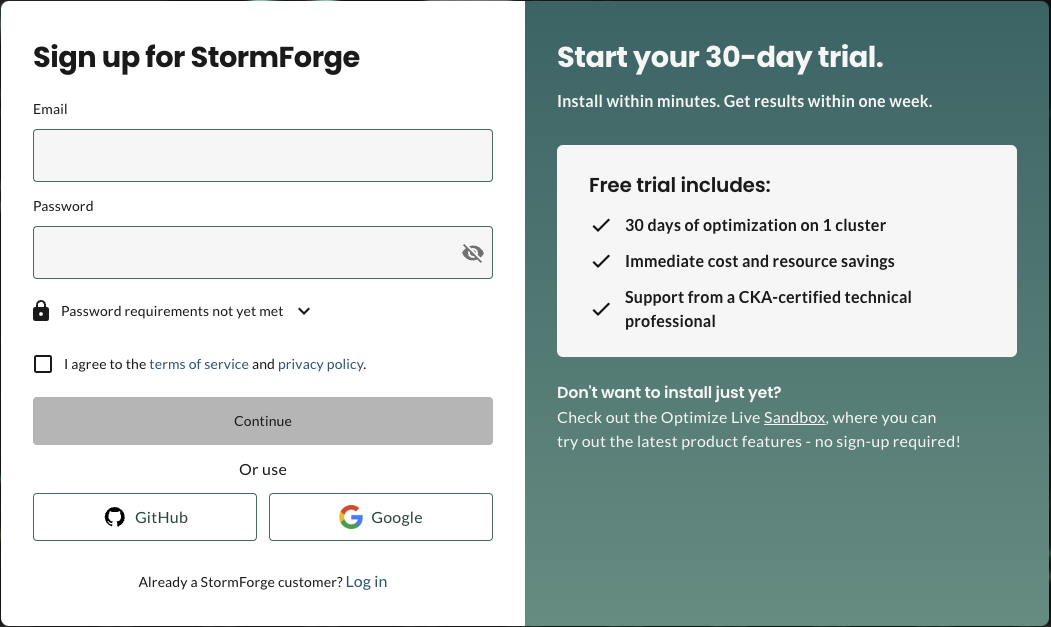 Sign up for StormForge
Email
Password
Password requirements not yet met
I agree to the terms of service and privacy policy.
Continue
Or use
GitHub
Google
Already a StormForge customer? Log in
Start your 30-day trial.
Install within minutes. Get results within one week.
Free trial includes:
30 days of optimization on 1 cluster
Immediate cost and resource savings
Support from a CKA-certified technical
professional
Don't want to install just yet?
Check out the Optimize Live Sandbox, where you can
try out the latest product features - no sign-up required!